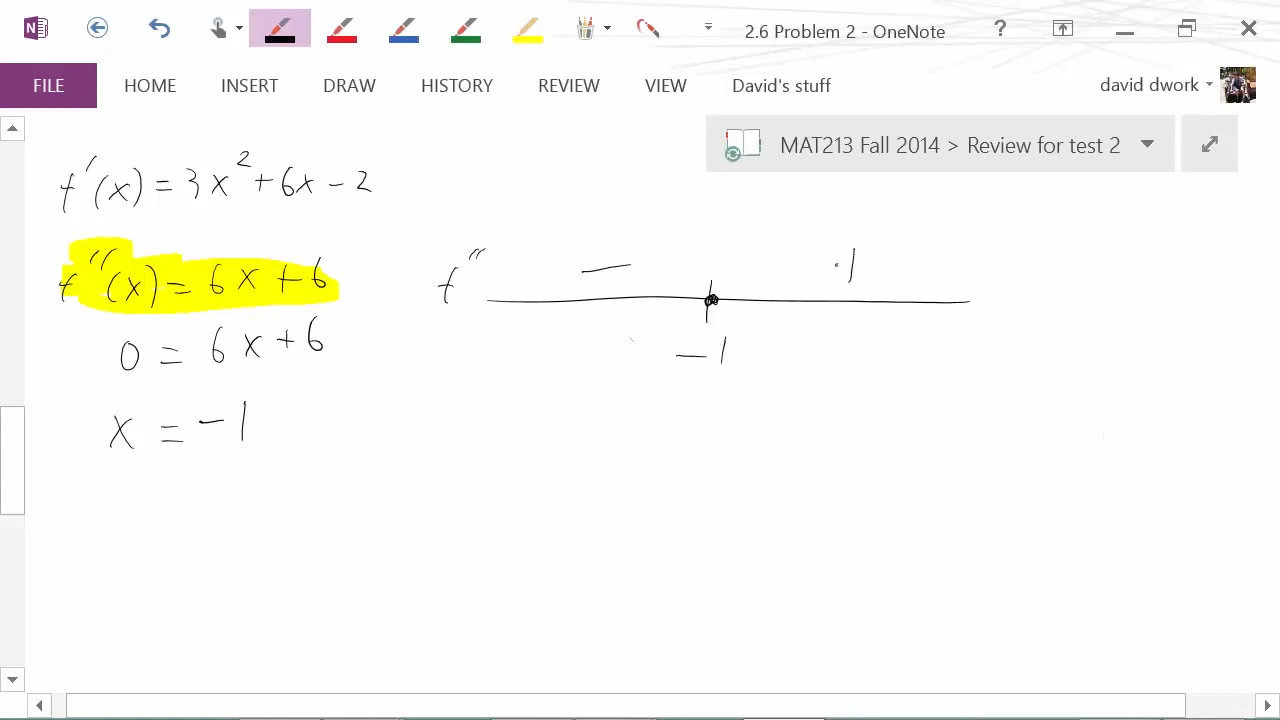 2.6 Problem 2 - OneNote
?
FILE HOME INSERT DRAW HISTORY REVIEW VIEW David's stuff
david dwork
MAT213 Fall 2014 > Review for test 2
f'(x) = 3x² + 6x - 2
f''(x) = 6x + 6
0 = 6x + 6
x = -1
f'' -
-1